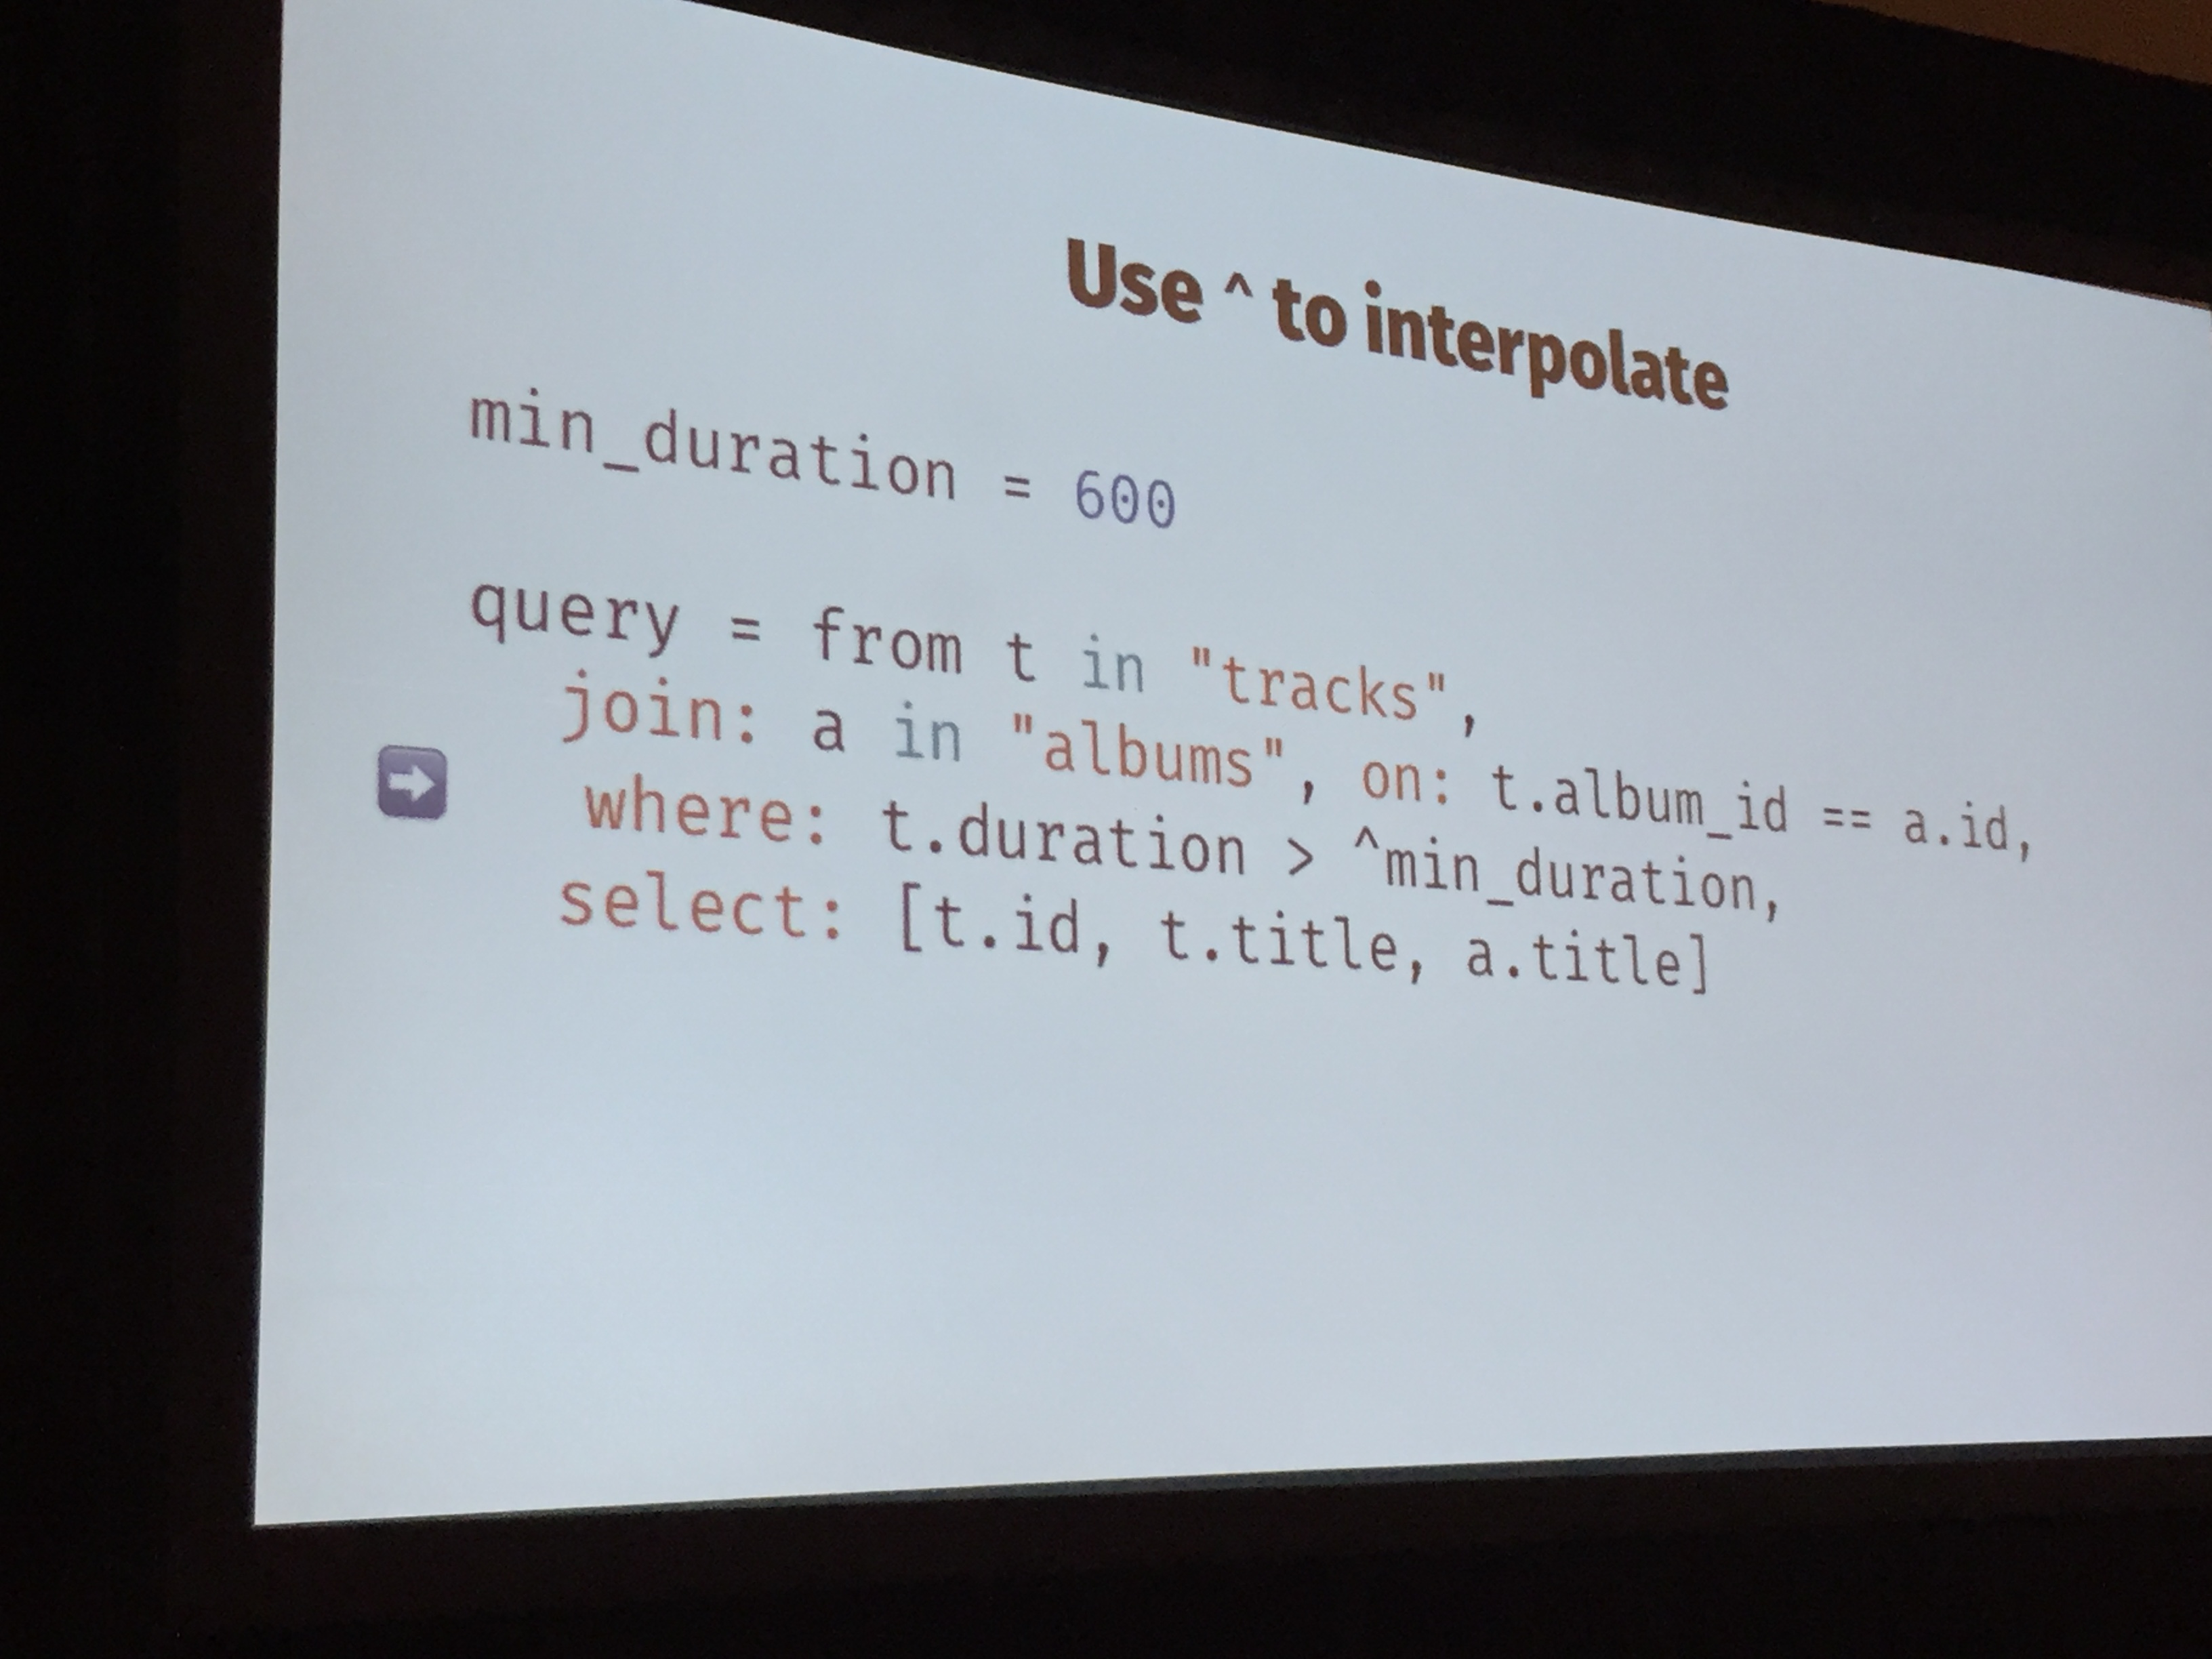 Use ^ to interpolate
min_duration = 600
query = from t in "tracks",
join: a in "albums", on: t.album_id == a.id,
where: t.duration > ^min_duration,
select: [t.id, t.title, a.title]